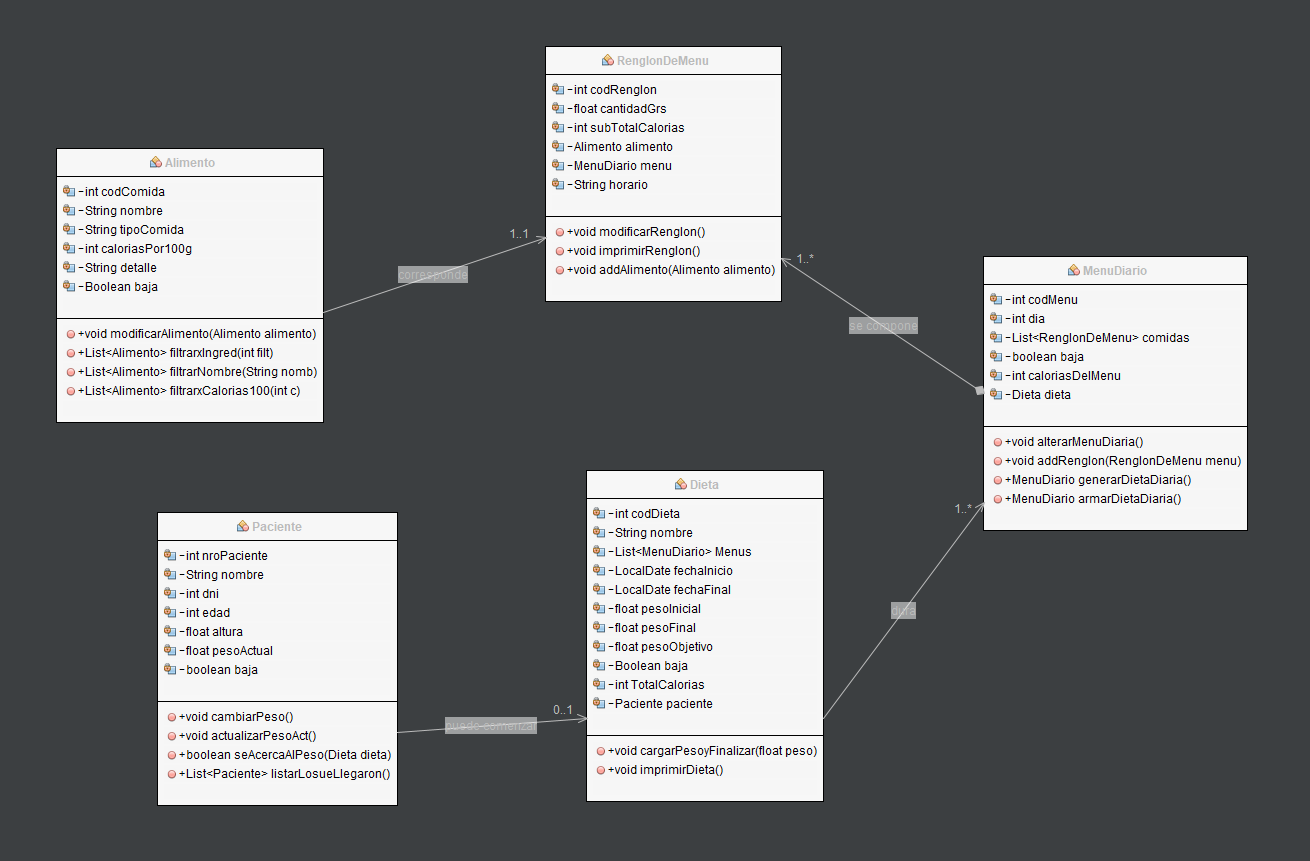 RenglonDeMenu
-int codRenglon
-float cantidadGrs
-int subTotalCalorias
-Alimento alimento
-MenuDiario menu
-String horario
+void modificarRenglon()
+void imprimirRenglon()
+void addAlimento(Alimento alimento)
Alimento
-int codComida
-String nombre
-String tipoComida
-int caloriasPor100g
-String detalle
-Boolean baja
+void modificarAlimento(Alimento alimento)
+List<Alimento> filtrarxIngred(int filt)
+List<Alimento> filtrarNombre(String nomb)
+List<Alimento> filtrarxCalorias100(int c)
1..1
corresponde
1..*
se compone
MenuDiario
-int codMenu
-int dia
-List<RenglonDeMenu> comidas
-boolean baja
-int caloriasDelMenu
-Dieta dieta
+void alterarMenuDiaria()
+void addRenglon(RenglonDeMenu menu)
+MenuDiario generarDietaDiaria()
+MenuDiario armarDietaDiaria()
Dieta
-int codDieta
-String nombre
-List<MenuDiario> Menus
-LocalDate fechaInicio
-LocalDate fechaFinal
-float pesoInicial
-float pesoFinal
-float pesoObjetivo
-Boolean baja
-int TotalCalorias
-Paciente paciente
+void cargarPesoyFinalizar(float peso)
+void imprimirDieta()
1..*
dura
Paciente
-int nroPaciente
-String nombre
-int dni
-int edad
-float altura
-float pesoActual
-boolean baja
+void cambiarPeso()
+void actualizarPesoAct()
+boolean seAcercaAlPeso(Dieta dieta)
+List<Paciente> listarLosueLlegaron()
0..1
puede comenzar